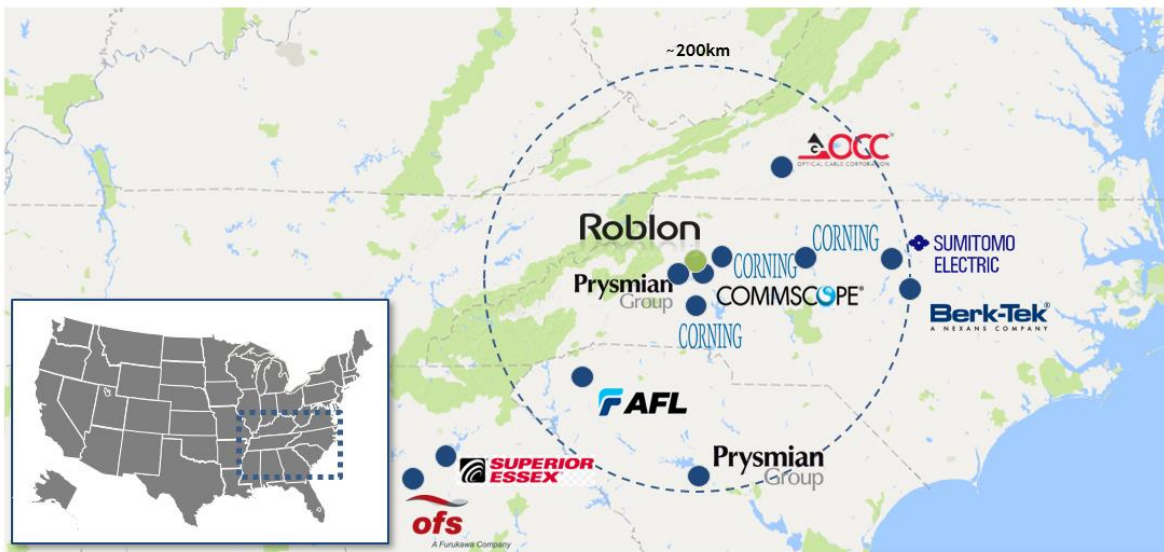 ~200km
OCC
OPTICAL CABLE CORPORATION
Roblon
CORNING
SUMITOMO
ELECTRIC
CORNING
Prysmian
Group
COMMSCOPE®
Berk-Tek®
A NEXANS COMPANY
CORNING
AFL
SUPERIOR
ESSEX
Prysmian
Group
ofs
A Furukawa Company